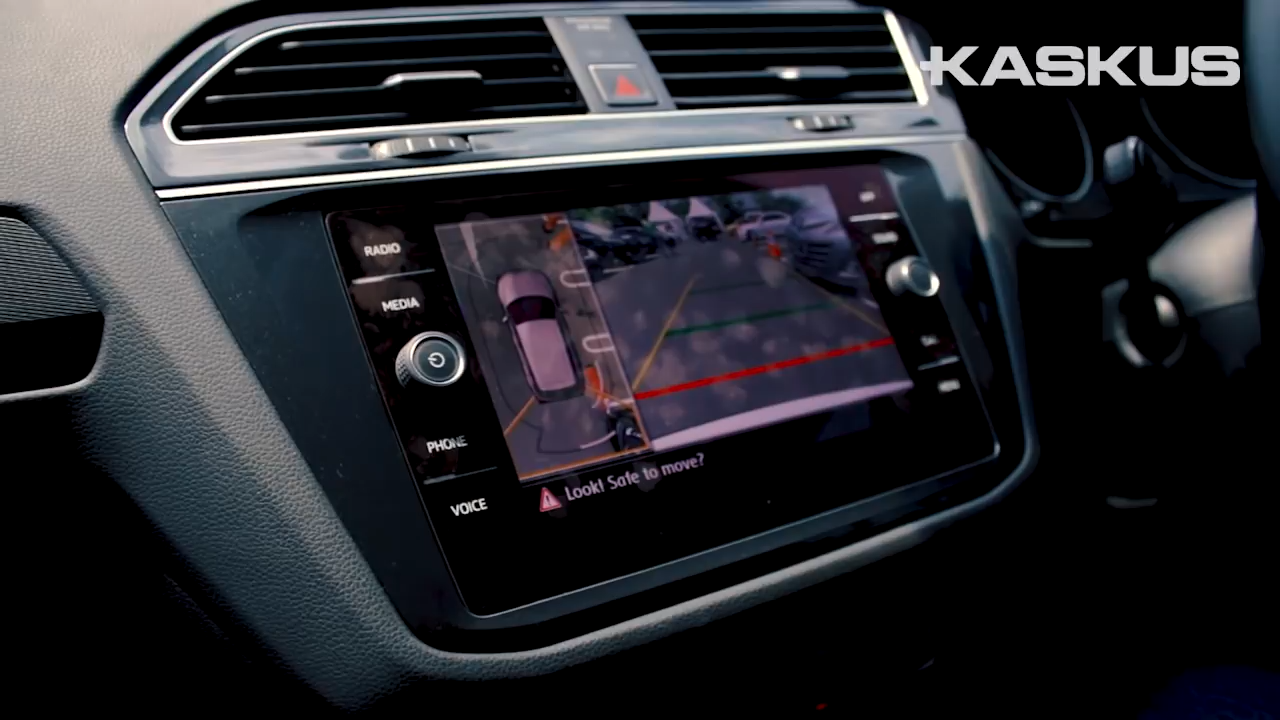 KASKUS
RADIO
MEDIA
PHONE
VOICE
Look! Safe to move?